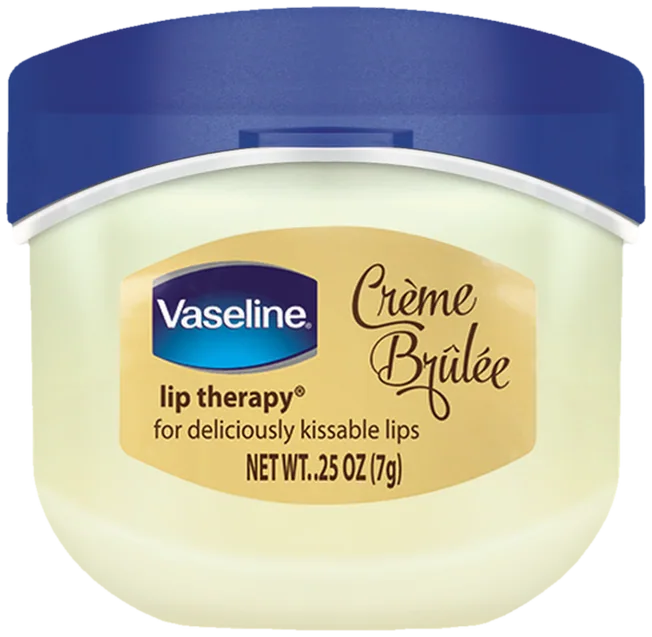 Vaseline®
Crème
Brûlée
lip therapy®
for deliciously kissable lips
NET WT..25 OZ (7g)